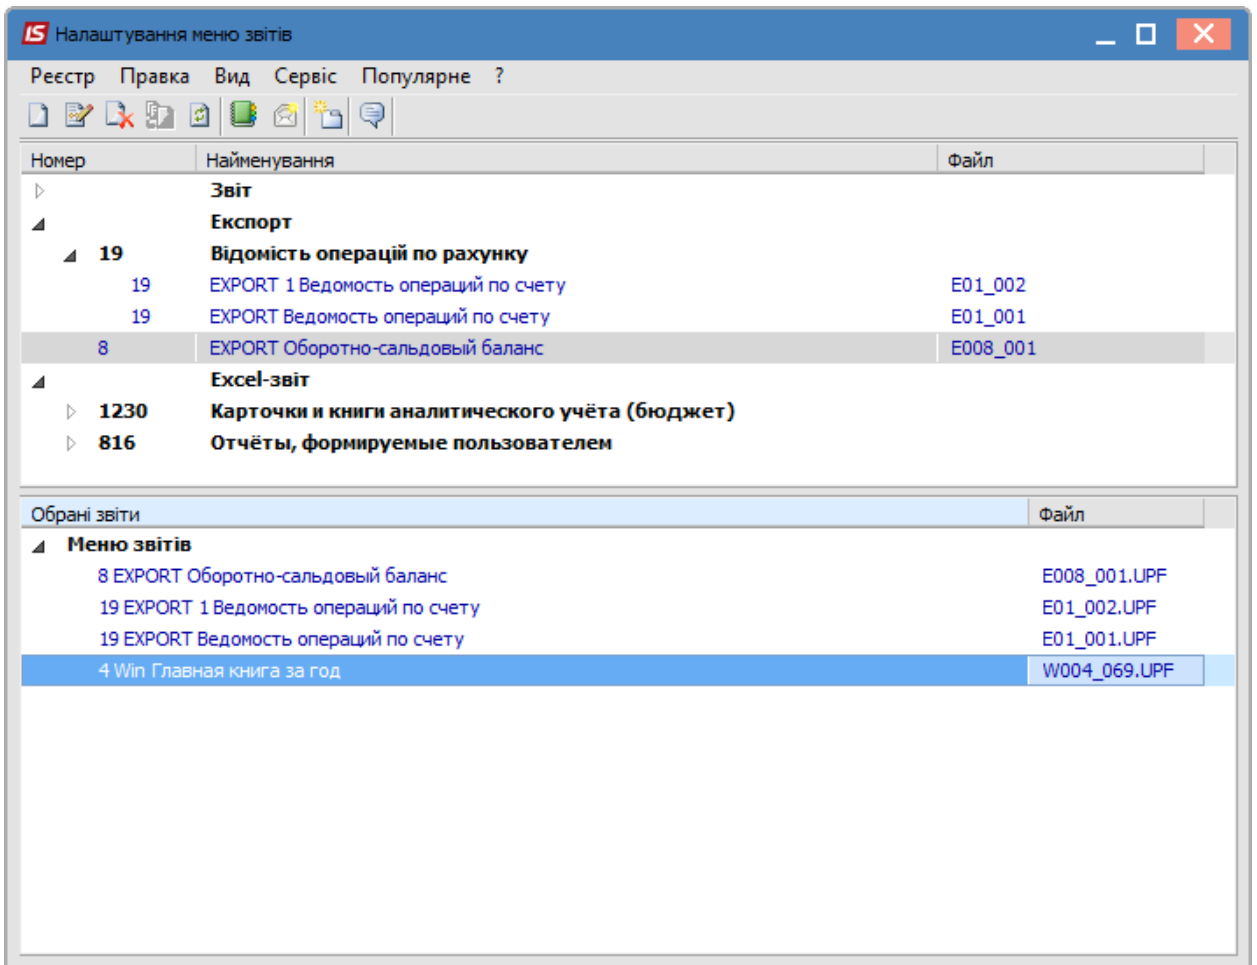 IS Налаштування меню звітів
Реєстр Правка Вид Сервіс Популярне ?
Номер Найменування Файл
Звіт
Експорт
19 Відомість операцій по рахунку
19 EXPORT 1 Ведомость операций по счету E01_002
19 EXPORT Ведомость операций по счету E01_001
8 EXPORT Оборотно-сальдовый баланс E008_001
Excel-звіт
1230 Карточки и книги аналитического учёта (бюджет)
816 Отчёты, формируемые пользователем
Обрані звіти Файл
Меню звітів
8 EXPORT Оборотно-сальдовый баланс E008_001.UPF
19 EXPORT 1 Ведомость операций по счету E01_002.UPF
19 EXPORT Ведомость операций по счету E01_001.UPF
4 Win Главная книга за год W004_069.UPF